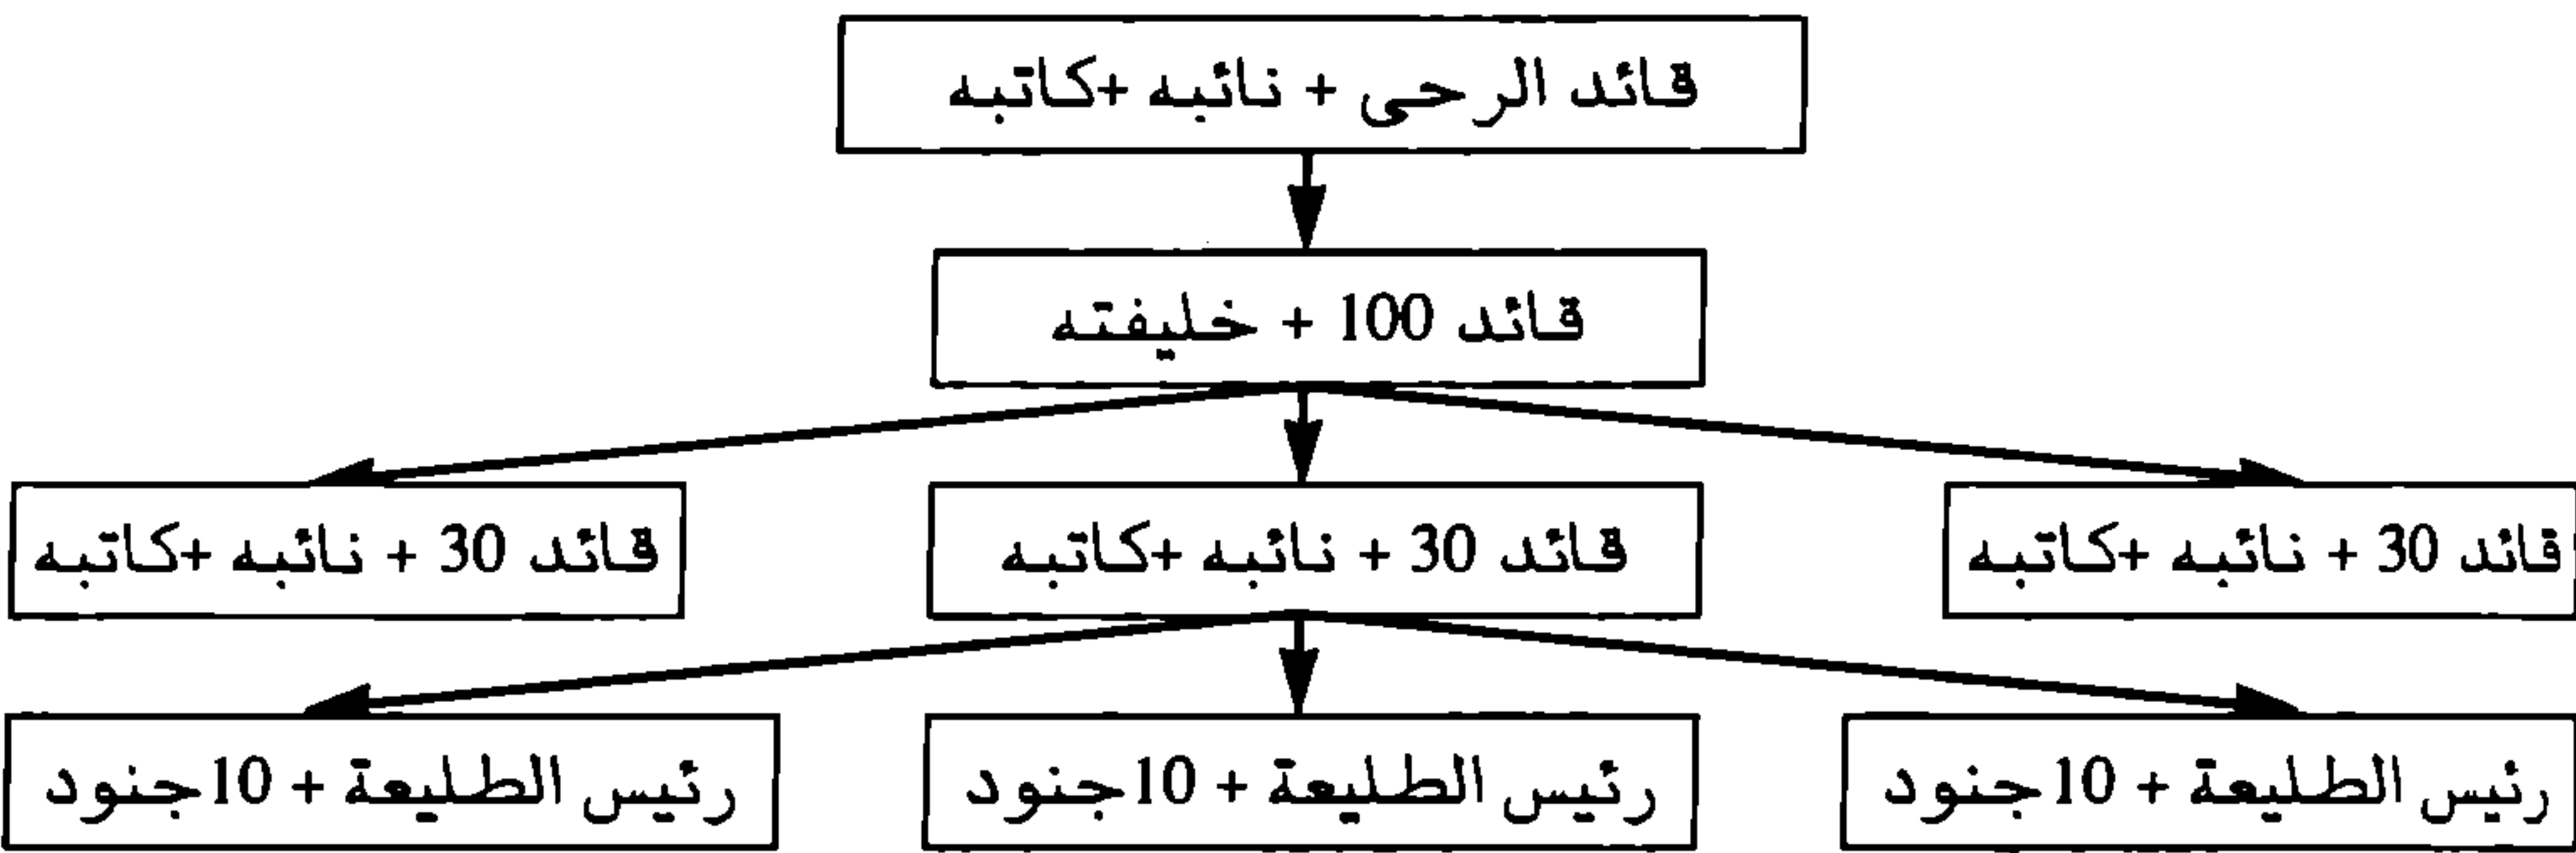 قائد الرحى + نائبه +كاتبه
قائد 100 + خليفته
قائد 30 + نائبه +كاتبه
قائد 30 + نائبه +كاتبه
قائد 30 + نائبه +كاتبه
رئيس الطليعة + 10جنود
رئيس الطليعة + 10جنود
رئيس الطليعة + 10جنود